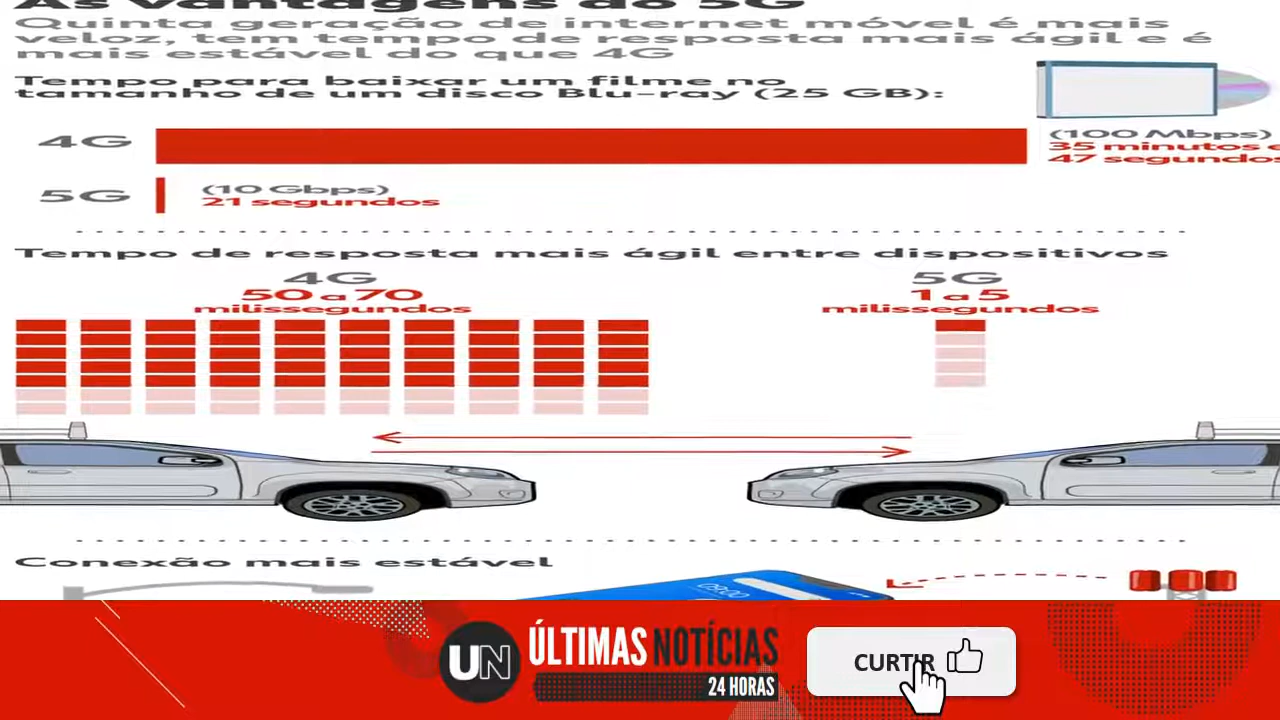 As vantagens do 5G
Quinta geração de internet móvel é mais
veloz, tem tempo de resposta mais ágil e é
mais estável do que 4G
Tempo para baixar um filme no
tamanho de um disco Blu-ray (25 GB):
4G
(100 Mbps)
35 minutos
47 segundos
5G
(10 Gbps)
21 segundos
Tempo de resposta mais ágil entre dispositivos
4G
50 a 70
milissegundos
5G
1 a 5
milissegundos
Conexão mais estável
09:00
UN
ÚLTIMAS NOTÍCIAS
24 HORAS
CURTIR